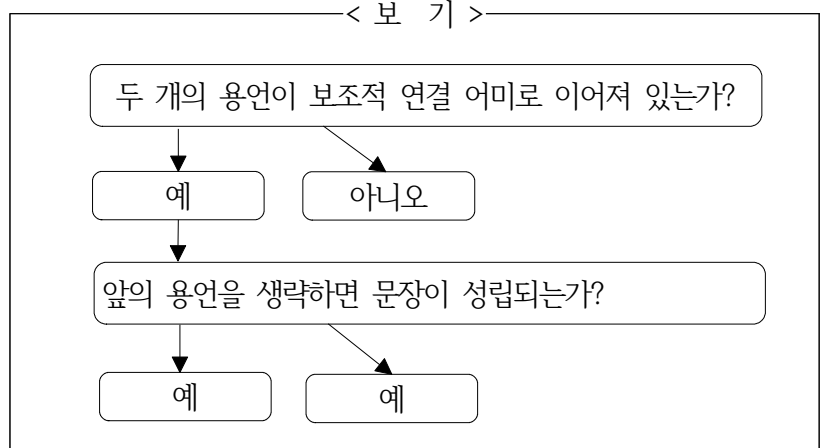 < 보 기 >
두 개의 용언이 보조적 연결 어미로 이어져 있는가?
예 아니오
앞의 용언을 생략하면 문장이 성립되는가?
예 예